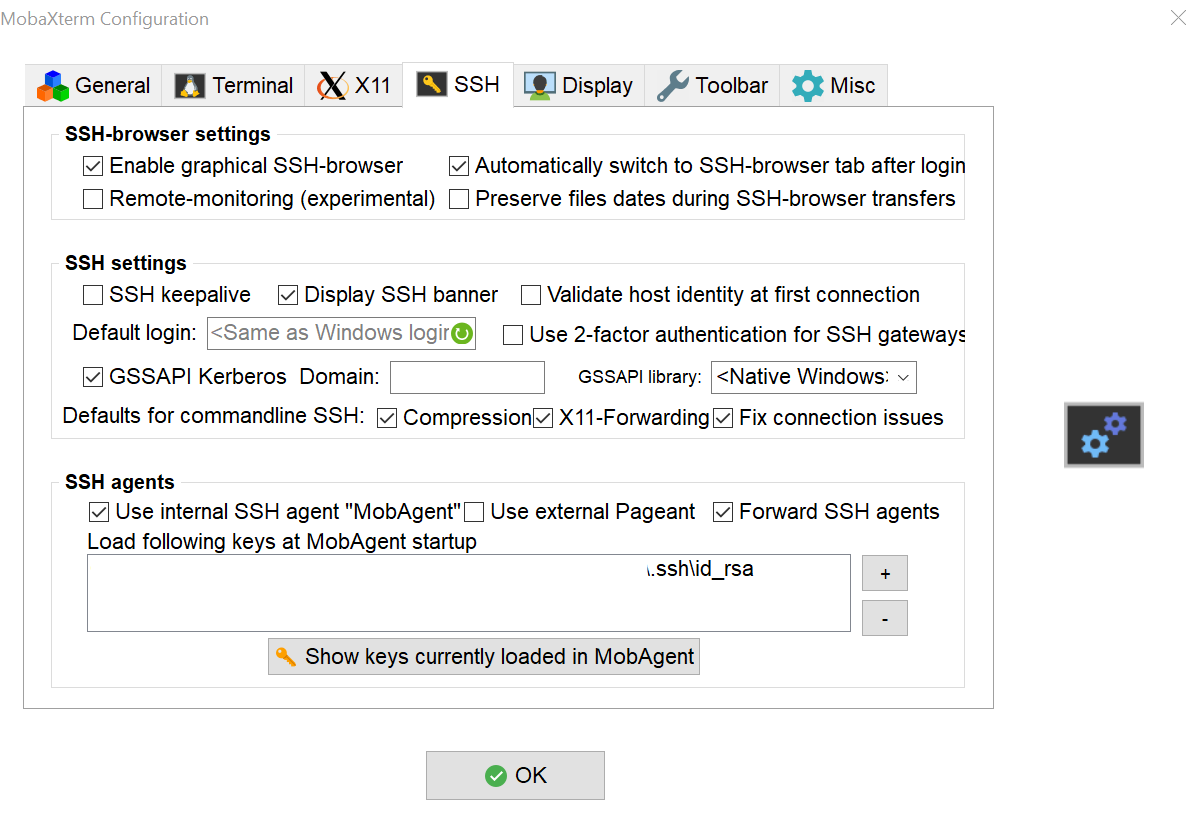 MobaXterm Configuration
General Terminal X11 SSH Display Toolbar Misc
SSH-browser settings
Enable graphical SSH-browser Automatically switch to SSH-browser tab after login
Remote-monitoring (experimental) Preserve files dates during SSH-browser transfers
SSH settings
SSH keepalive Display SSH banner Validate host identity at first connection
Default login: <Same as Windows login Use 2-factor authentication for SSH gateways
GSSAPI Kerberos Domain: GSSAPI library: <Native Windows>
Defaults for commandline SSH: Compression X11-Forwarding Fix connection issues
SSH agents
Use internal SSH agent "MobAgent" Use external Pageant Forward SSH agents
Load following keys at MobAgent startup
\.ssh\id_rsa
+
-
Show keys currently loaded in MobAgent
OK